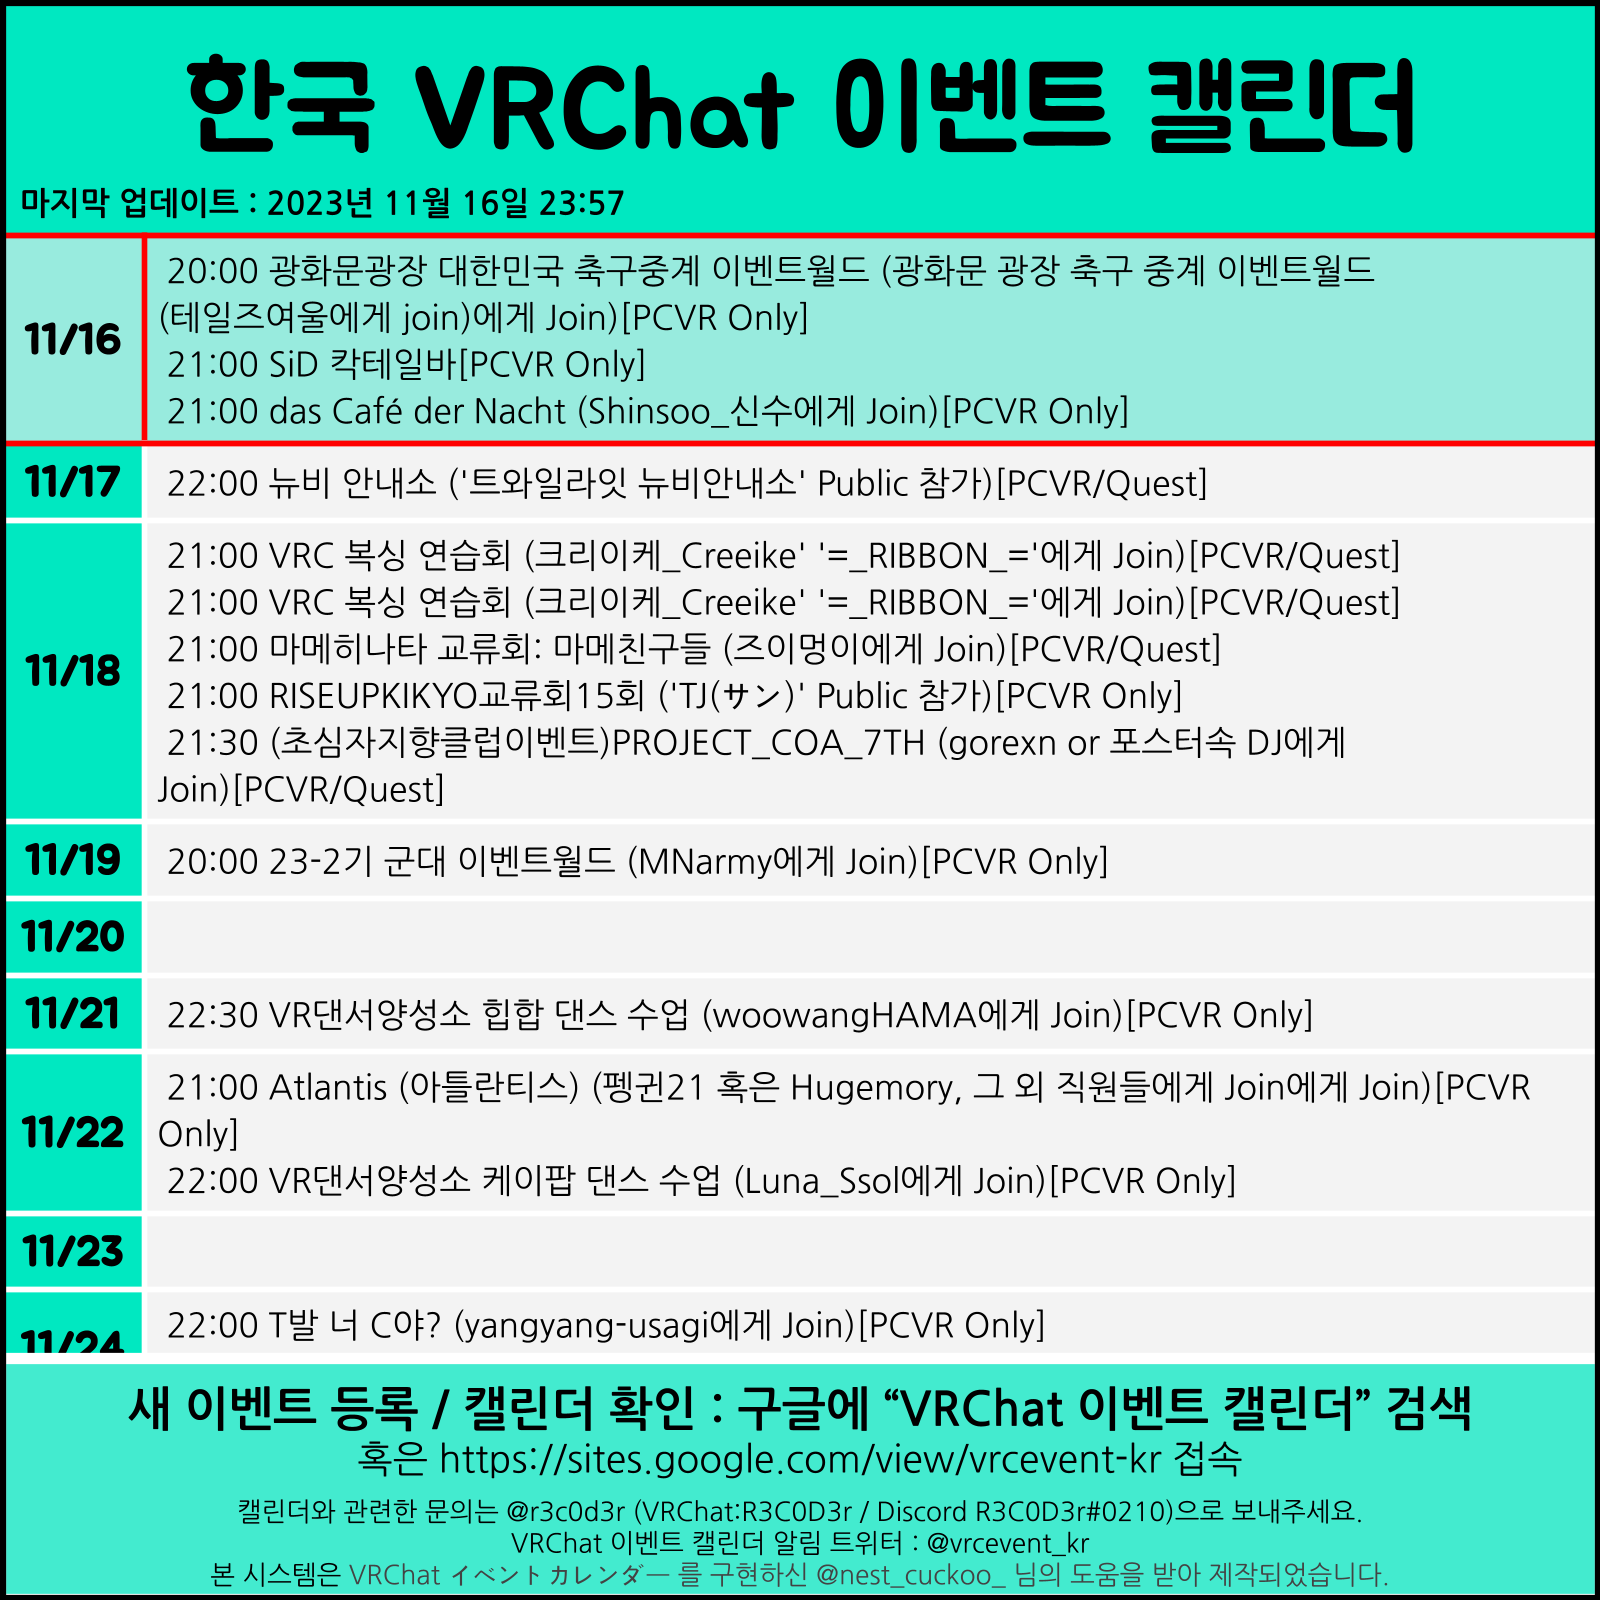 한국 VRChat 이벤트 캘린더
마지막 업데이트 : 2023년 11월 16일 23:57
11/16
20:00 광화문광장 대한민국 축구중계 이벤트월드 (광화문 광장 축구 중계 이벤트월드
(테일즈여울에게 join)에게 Join)[PCVR Only]
21:00 SiD 칵테일바[PCVR Only]
21:00 das Café der Nacht (Shinsoo_신수에게 Join)[PCVR Only]
11/17
22:00 뉴비 안내소 ('트와일라잇 뉴비안내소' Public 참가)[PCVR/Quest]
11/18
21:00 VRC 복싱 연습회 (크리이케_Creeike' '=_RIBBON_='에게 Join)[PCVR/Quest]
21:00 VRC 복싱 연습회 (크리이케_Creeike' '=_RIBBON_='에게 Join)[PCVR/Quest]
21:00 마메히나타 교류회: 마메친구들 (즈이멍이에게 Join)[PCVR/Quest]
21:00 RISEUPKIKYO교류회15회 ('TJ(サン)' Public 참가)[PCVR Only]
21:30 (초심자지향클럽이벤트)PROJECT_COA_7TH (gorexn or 포스터속 DJ에게
Join)[PCVR/Quest]
11/19
20:00 23-2기 군대 이벤트월드 (MNarmy에게 Join)[PCVR Only]
11/20
11/21
22:30 VR댄서양성소 힙합 댄스 수업 (woowangHAMA에게 Join)[PCVR Only]
11/22
21:00 Atlantis (아틀란티스) (펭귄21 혹은 Hugemory, 그 외 직원들에게 Join에게 Join)[PCVR
Only]
22:00 VR댄서양성소 케이팝 댄스 수업 (Luna_Ssol에게 Join)[PCVR Only]
11/23
11/24
22:00 T발 너 C야? (yangyang-usagi에게 Join)[PCVR Only]
새 이벤트 등록 / 캘린더 확인 : 구글에 “VRChat 이벤트 캘린더” 검색
혹은 https://sites.google.com/view/vrcevent-kr 접속
캘린더와 관련한 문의는 @r3c0d3r (VRChat:R3C0D3r / Discord R3C0D3r#0210)으로 보내주세요.
VRChat 이벤트 캘린더 알림 트위터 : @vrcevent_kr
본 시스템은 VRChat イベントカレンダー 를 구현하신 @nest_cuckoo_ 님의 도움을 받아 제작되었습니다.